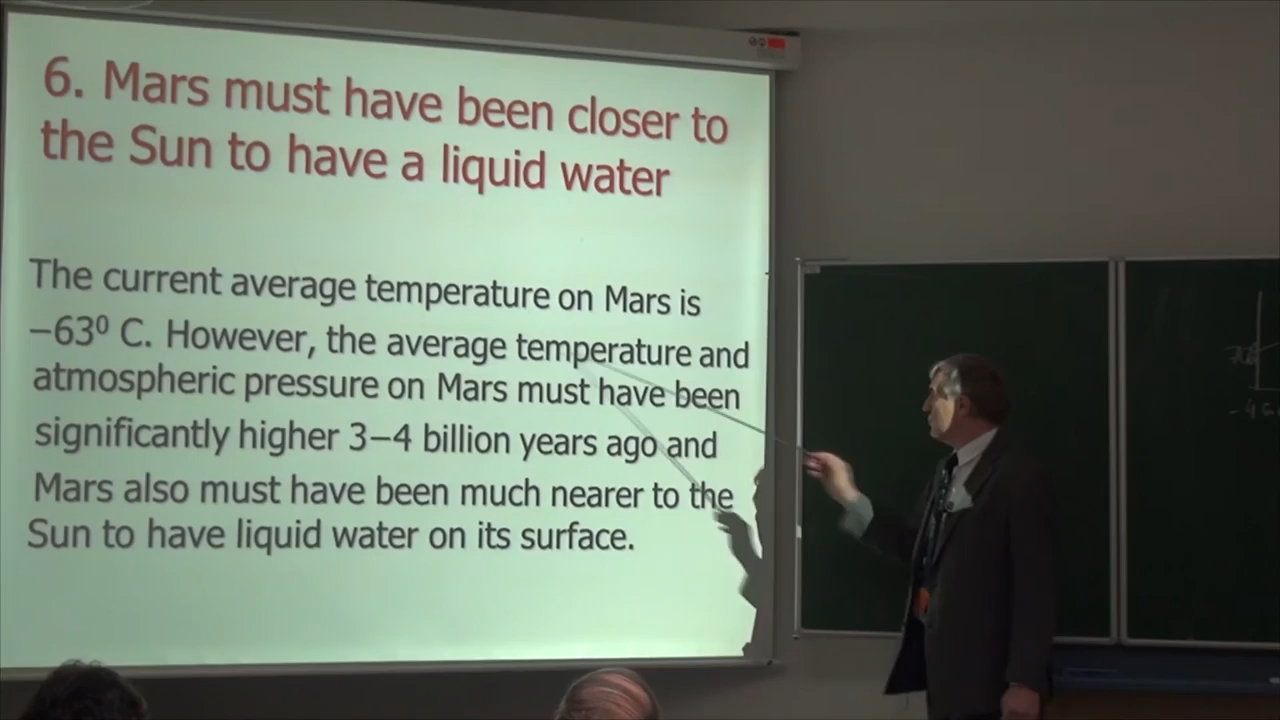 6. Mars must have been closer to
the Sun to have a liquid water
The current average temperature on Mars is
−63⁰ C. However, the average temperature and
atmospheric pressure on Mars must have been
significantly higher 3−4 billion years ago and
Mars also must have been much nearer to the
Sun to have liquid water on its surface.